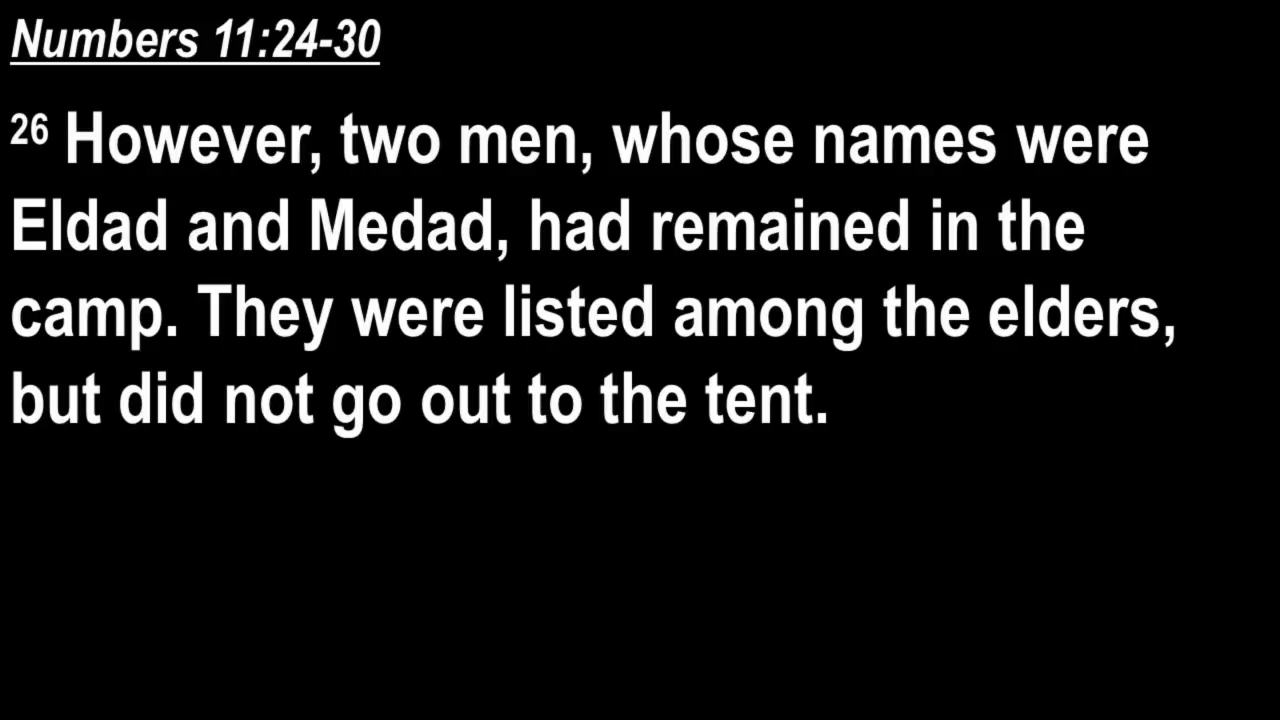 Numbers 11:24-30
26 However, two men, whose names were
Eldad and Medad, had remained in the
camp. They were listed among the elders,
but did not go out to the tent.